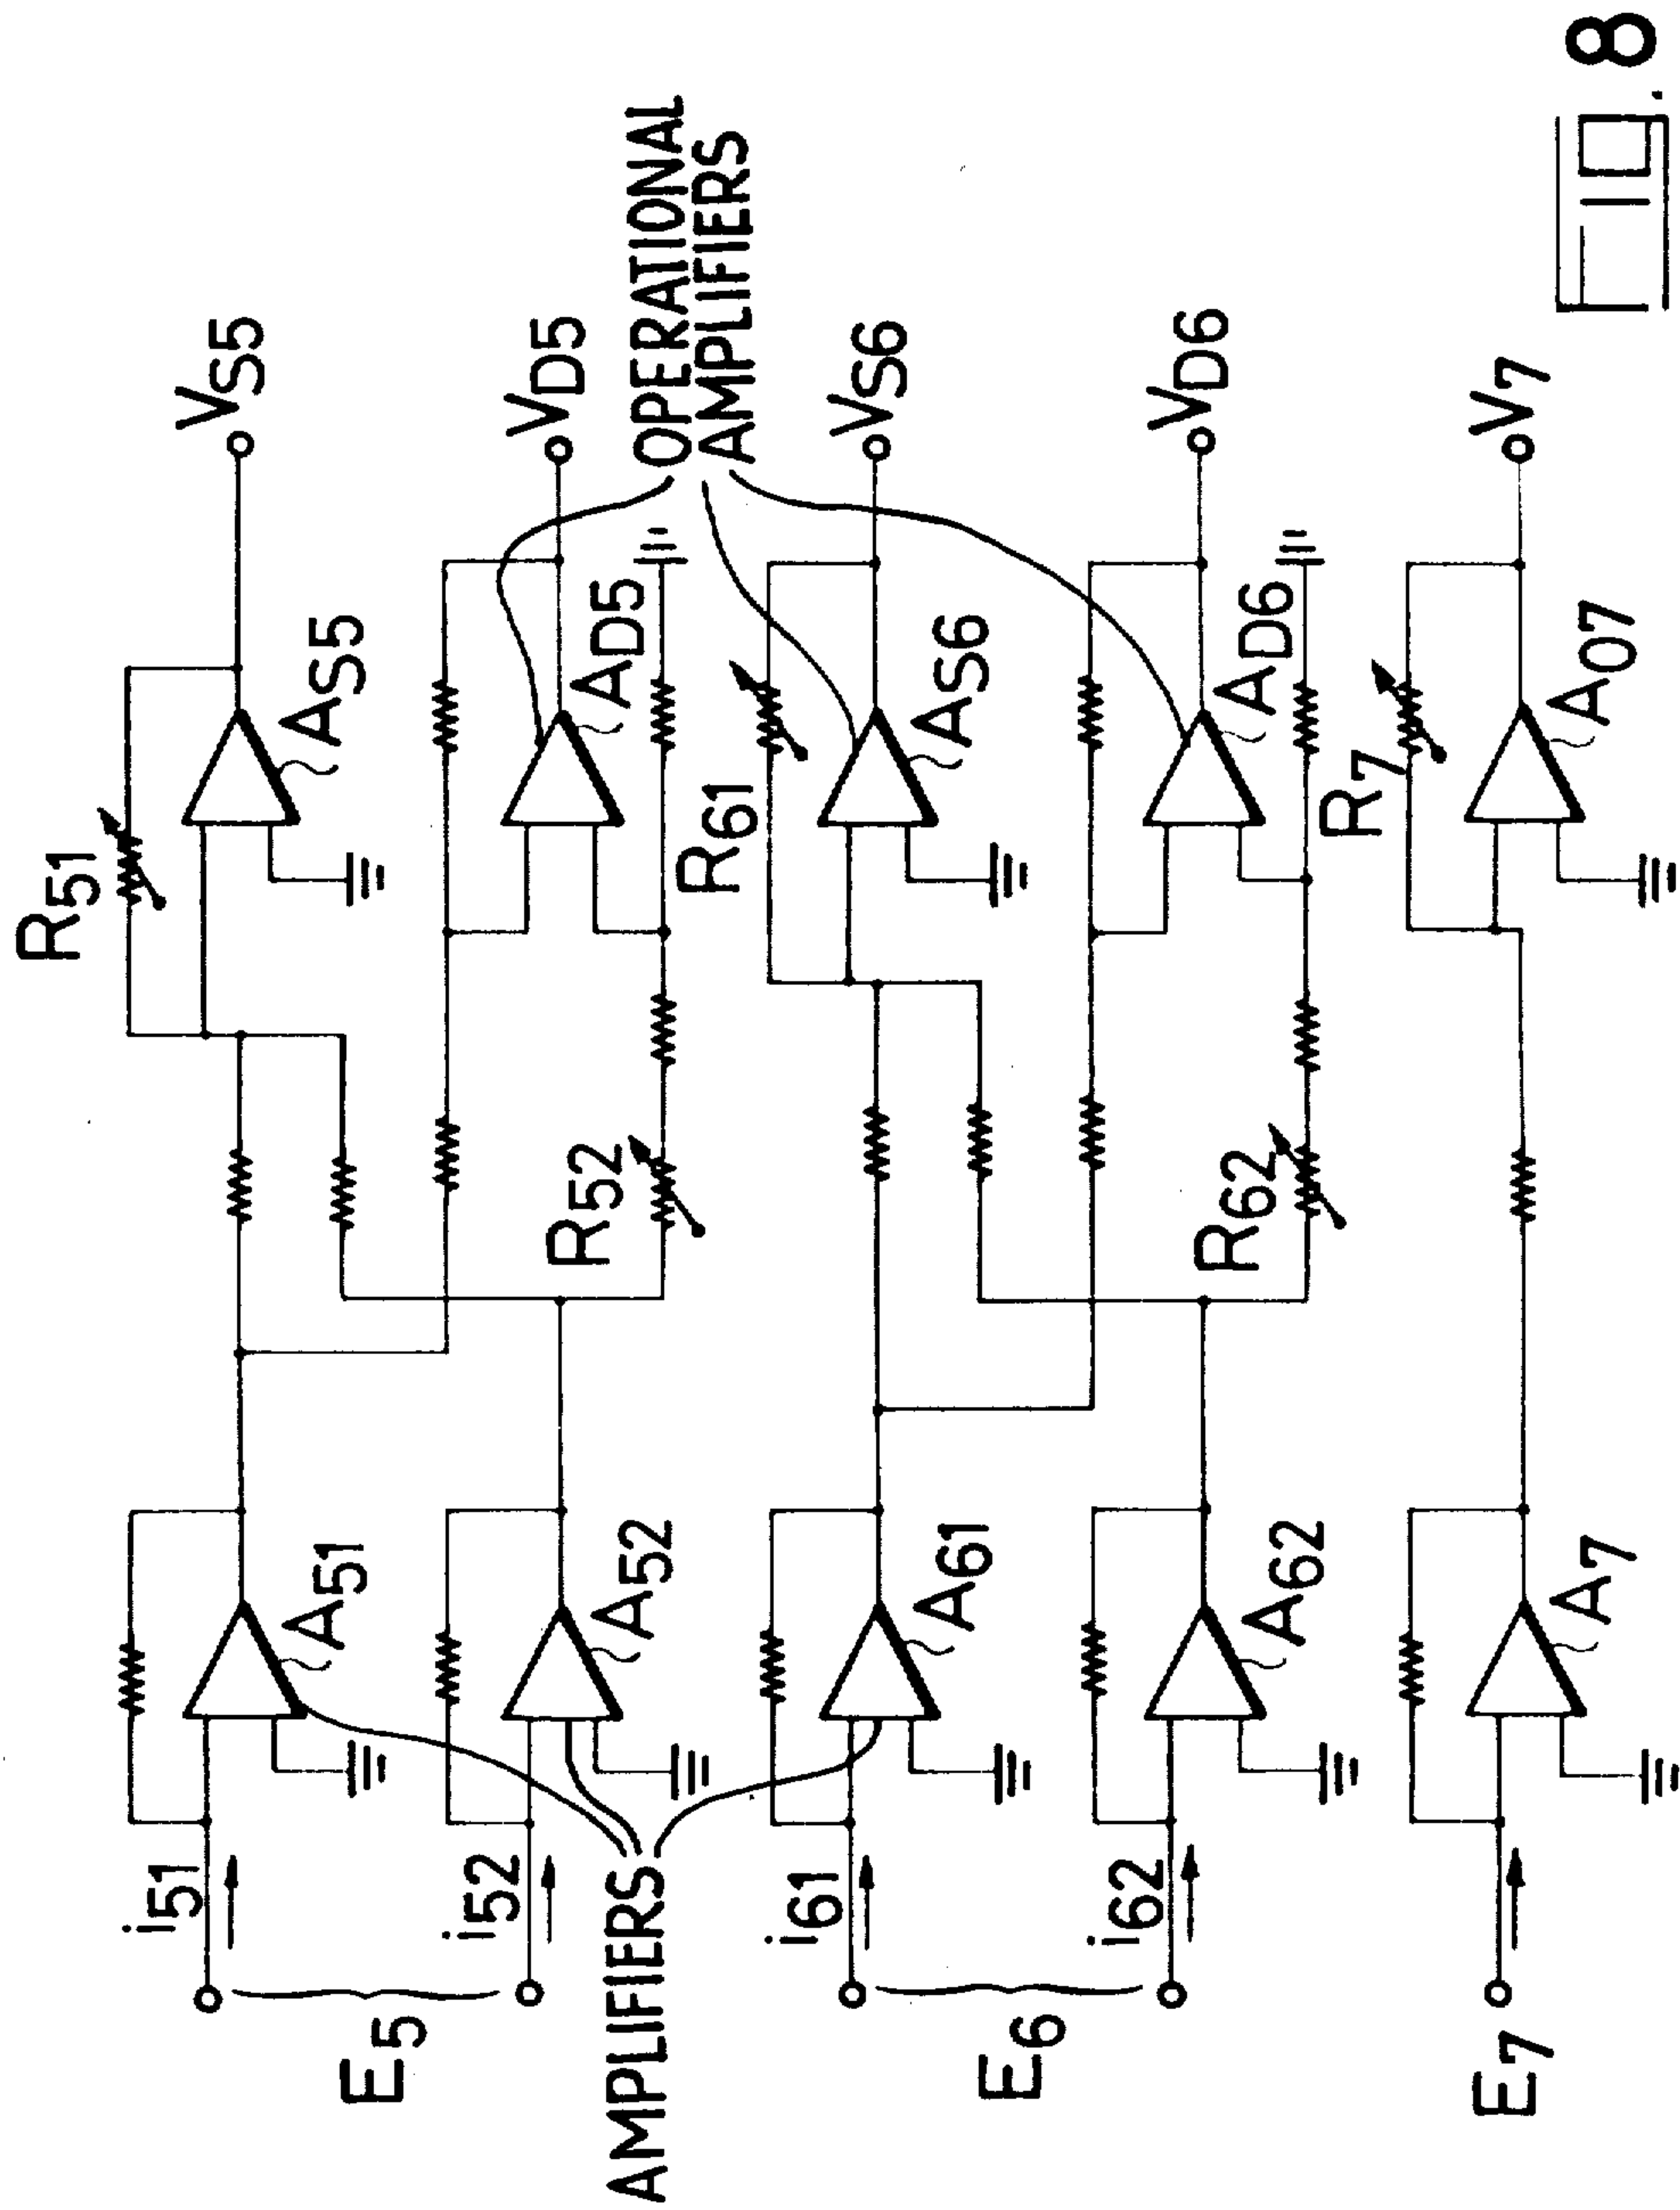 R51
VS5
AS5
i51
A51
E5
VD5
AD5
R52
i52
A52
OPERATIONAL
AMPLIFIERS
AMPLIFIERS
R61
VS6
AS6
i61
A61
E6
VD6
AD6
R62
i62
A62
R7
V7
A07
A7
E7
FIG. 8